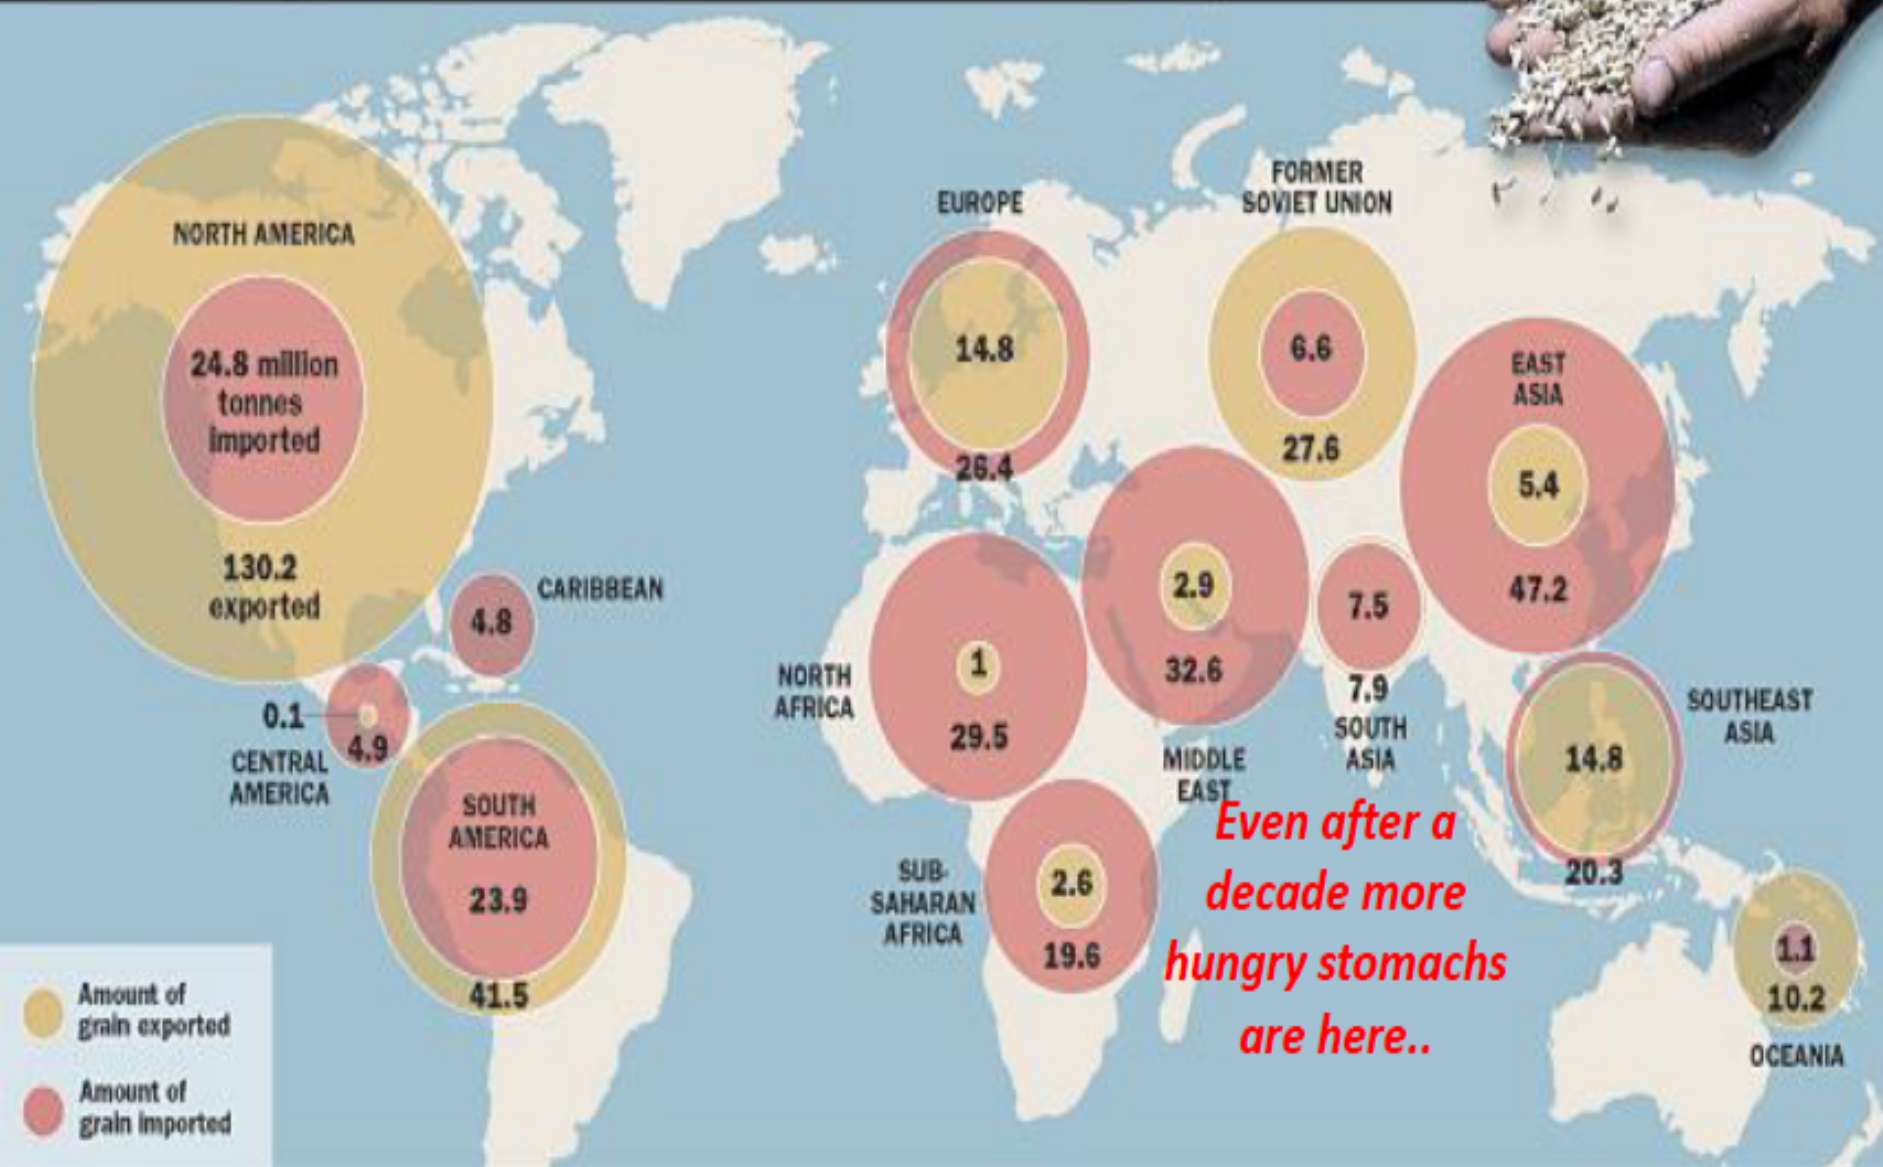 NORTH AMERICA
24.8 million
tonnes
imported
130.2
exported
CARIBBEAN
4.8
0.1
4.9
CENTRAL
AMERICA
SOUTH
AMERICA
23.9
41.5
EUROPE
14.8
26.4
FORMER
SOVIET UNION
6.6
27.6
EAST
ASIA
5.4
47.2
NORTH
AFRICA
1
29.5
2.9
32.6
MIDDLE
EAST
7.5
7.9
SOUTH
ASIA
SOUTHEAST
ASIA
14.8
20.3
SUB-
SAHARAN
AFRICA
2.6
19.6
Even after a
decade more
hungry stomachs
are here..
1.1
10.2
OCEANIA
Amount of
grain exported
Amount of
grain imported